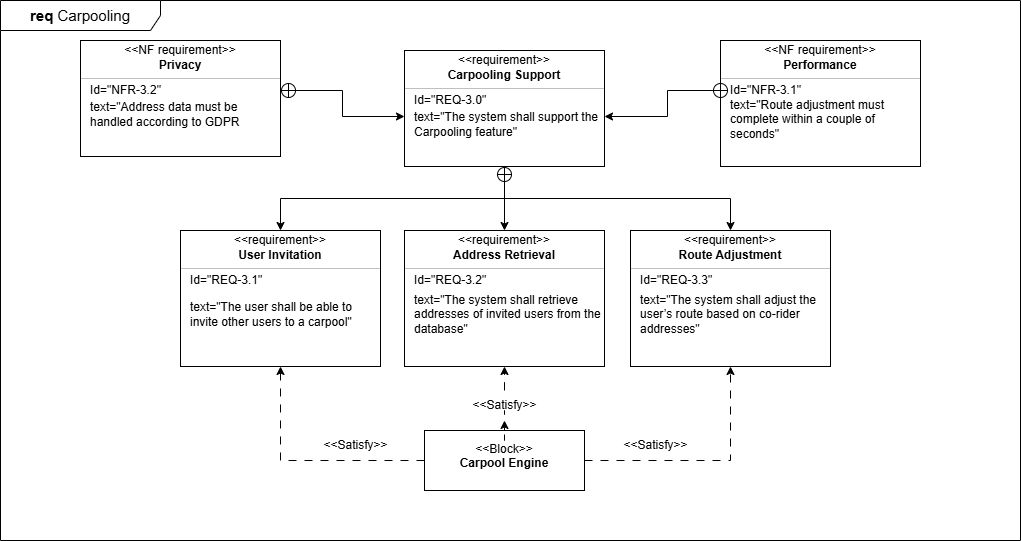 req Carpooling
<<NF requirement>>
Privacy
Id="NFR-3.2"
text="Address data must be
handled according to GDPR
<<requirement>>
Carpooling Support
Id="REQ-3.0"
text="The system shall support the
Carpooling feature"
<<NF requirement>>
Performance
Id="NFR-3.1"
text="Route adjustment must
complete within a couple of
seconds"
<<requirement>>
User Invitation
Id="REQ-3.1"
text="The user shall be able to
invite other users to a carpool"
<<requirement>>
Address Retrieval
Id="REQ-3.2"
text="The system shall retrieve
addresses of invited users from the
database"
<<requirement>>
Route Adjustment
Id="REQ-3.3"
text="The system shall adjust the
user’s route based on co-rider
addresses"
<<Satisfy>>
<<Satisfy>>
<<Satisfy>>
<<Block>>
Carpool Engine